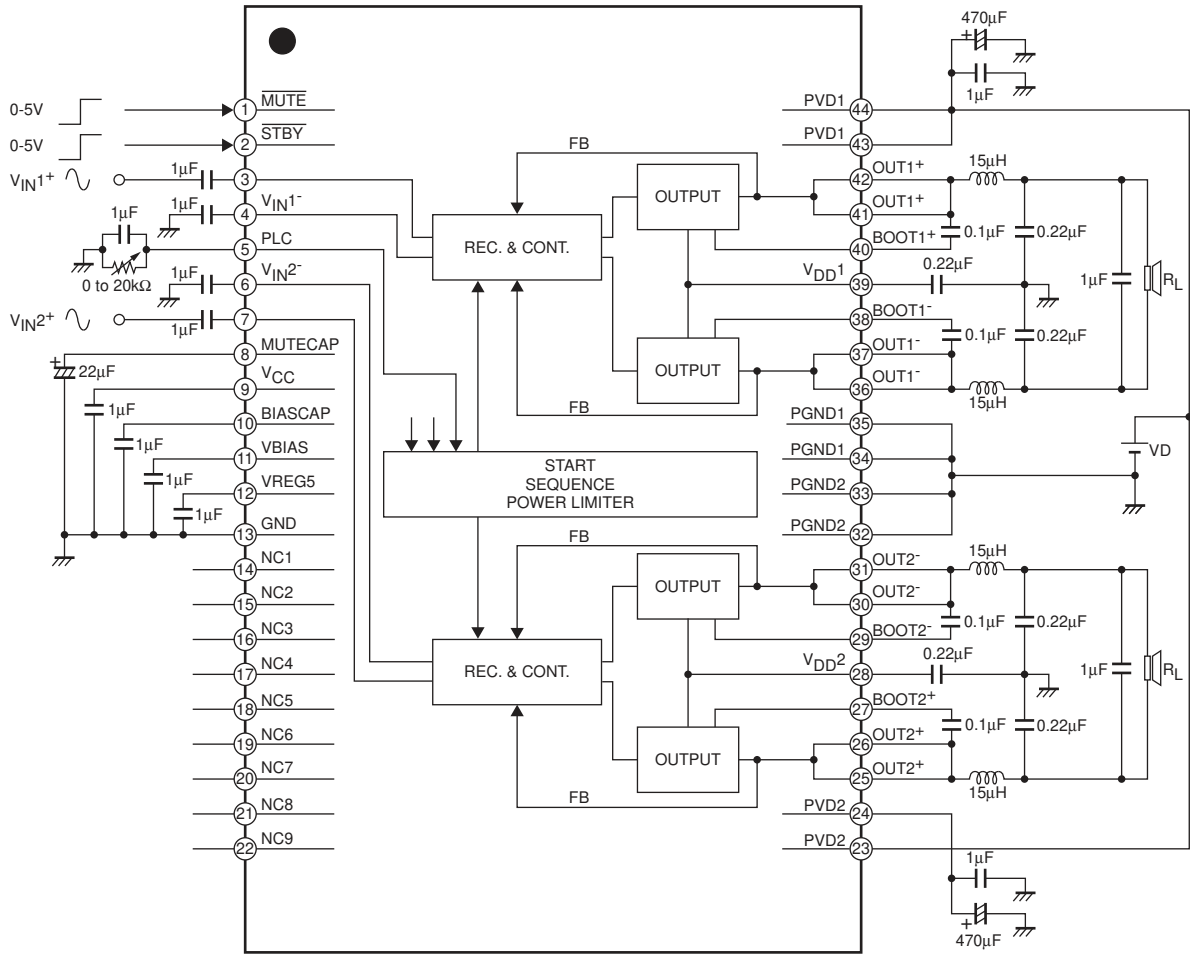 470µF
+
1µF
0-5V
1
MUTE
PVD1
44
0-5V
2
STBY
PVD1
43
FB
VIN1+
1µF
3
OUTPUT
42
OUT1+
15µH
1µF
4
VIN1-
REC. & CONT.
41
OUT1+
0.1µF
0.22µF
1µF
5
PLC
40
BOOT1+
0 to 20kΩ
6
VIN2-
VDD1
39
0.22µF
1µF
RL
1µF
VIN2+
1µF
7
38
BOOT1-
0.1µF
0.22µF
8
MUTECAP
OUTPUT
37
OUT1-
+
22µF
9
VCC
36
OUT1-
15µH
FB
1µF
10
BIASCAP
PGND1
35
1µF
11
VBIAS
START
SEQUENCE
POWER LIMITER
PGND1
34
VD
1µF
12
VREG5
PGND2
33
1µF
13
GND
PGND2
32
FB
14
NC1
31
OUT2-
15µH
15
NC2
OUTPUT
30
OUT2-
0.1µF
0.22µF
16
NC3
29
BOOT2-
17
NC4
REC. & CONT.
VDD2
28
0.22µF
1µF
RL
18
NC5
27
BOOT2+
0.1µF
0.22µF
19
NC6
OUTPUT
26
OUT2+
20
NC7
25
OUT2+
15µH
FB
21
NC8
PVD2
24
22
NC9
PVD2
23
1µF
+
470µF